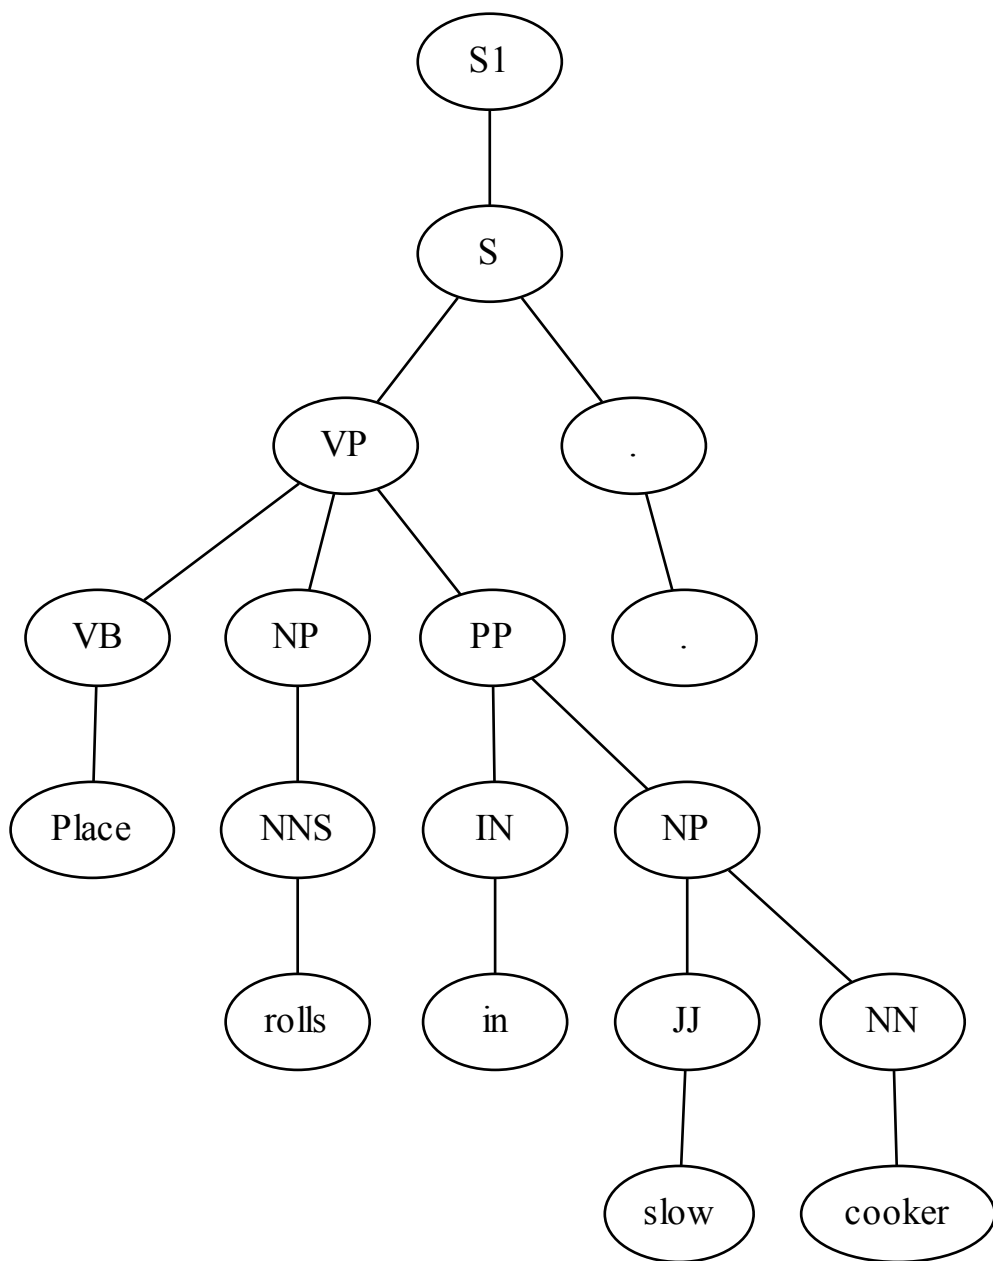 S1
S
VP .
VB NP PP .
Place NNS IN NP
rolls in JJ NN
slow cooker